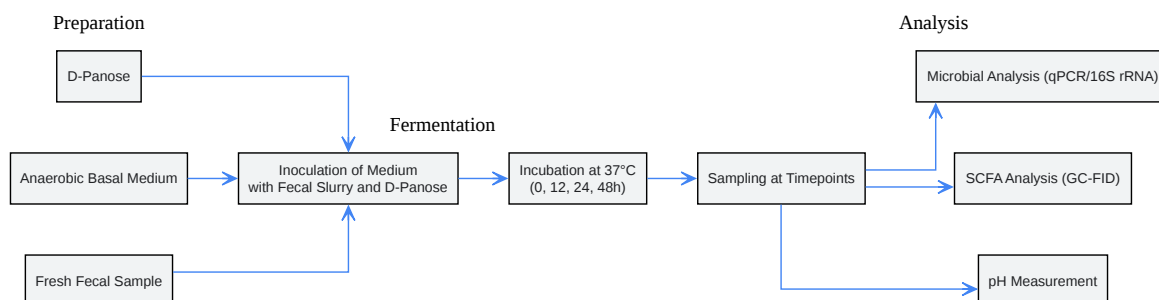 Preparation
Analysis
D-Panose
Microbial Analysis (qPCR/16S rRNA)
Fermentation
Anaerobic Basal Medium
Inoculation of Medium
with Fecal Slurry and D-Panose
Incubation at 37°C
(0, 12, 24, 48h)
Sampling at Timepoints
SCFA Analysis (GC-FID)
Fresh Fecal Sample
pH Measurement